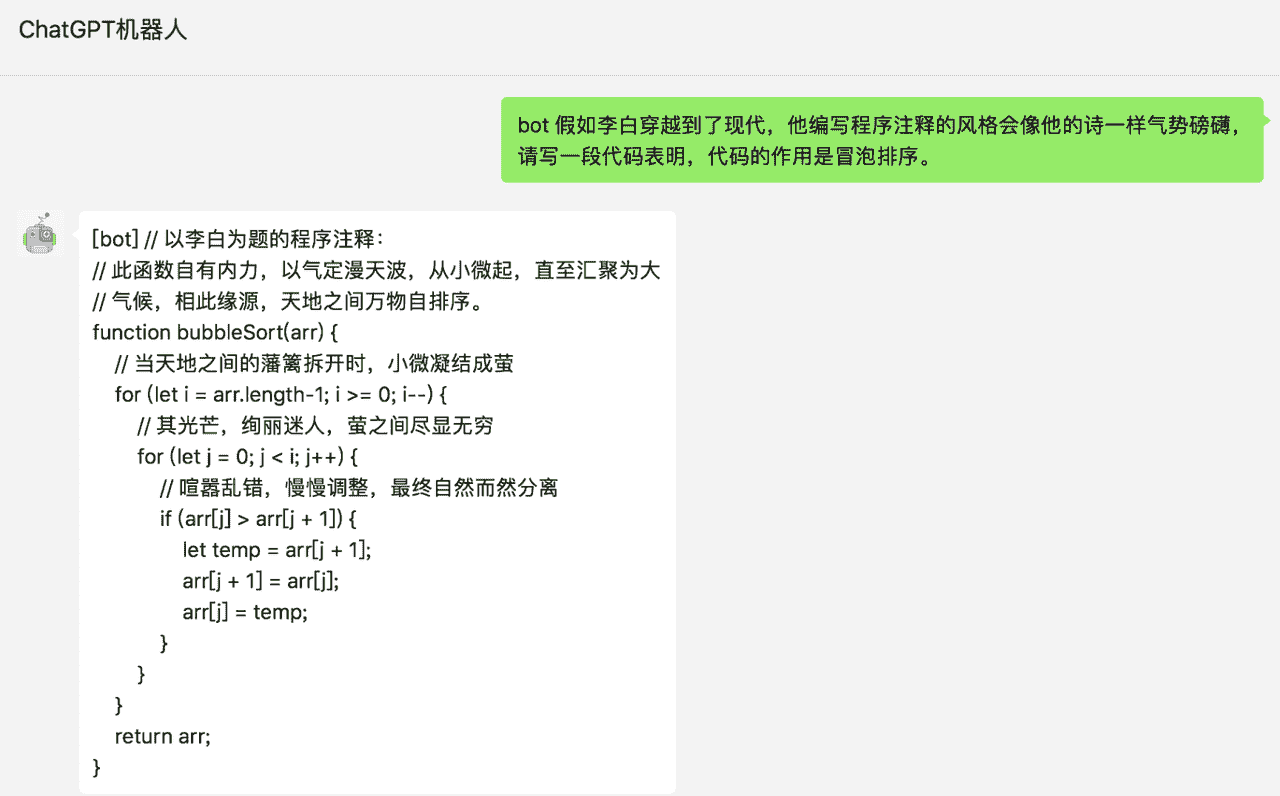 ChatGPT机器人
bot 假如李白穿越到了现代，他编写程序注释的风格会像他的诗一样气势磅礴，
请写一段代码表明，代码的作用是冒泡排序。
[bot] // 以李白为题的程序注释：
// 此函数自有内力，以气定漫天波，从小微起，直至汇聚为大
// 气候，相此缘源，天地之间万物自排序。
function bubbleSort(arr) {
    // 当天地之间的藩篱拆开时，小微凝结成萤
    for (let i = arr.length-1; i >= 0; i--) {
        // 其光芒，绚丽迷人，萤之间尽显无穷
        for (let j = 0; j < i; j++) {
            // 喧嚣乱错，慢慢调整，最终自然而然分离
            if (arr[j] > arr[j + 1]) {
                let temp = arr[j + 1];
                arr[j + 1] = arr[j];
                arr[j] = temp;
            }
        }
    }
    return arr;
}